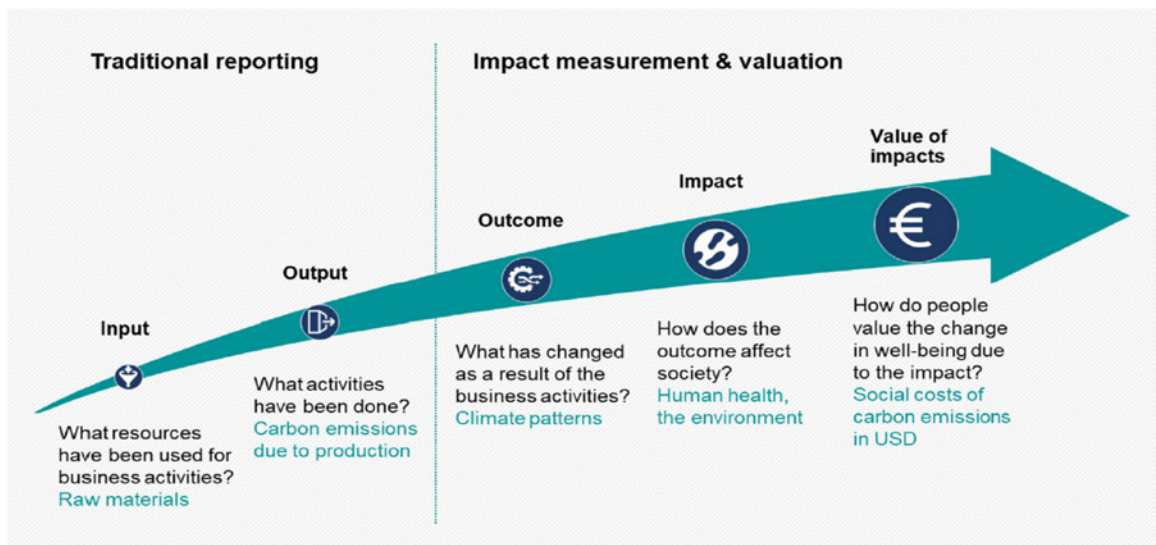 Traditional reporting
Impact measurement & valuation
Input
What resources
have been used for
business activities?
Raw materials
Output
What activities
have been done?
Carbon emissions
due to production
Outcome
What has changed
as a result of the
business activities?
Climate patterns
Impact
How does the
outcome affect
society?
Human health,
the environment
Value of
impacts
€
How do people
value the change
in well-being due
to the impact?
Social costs of
carbon emissions
in USD